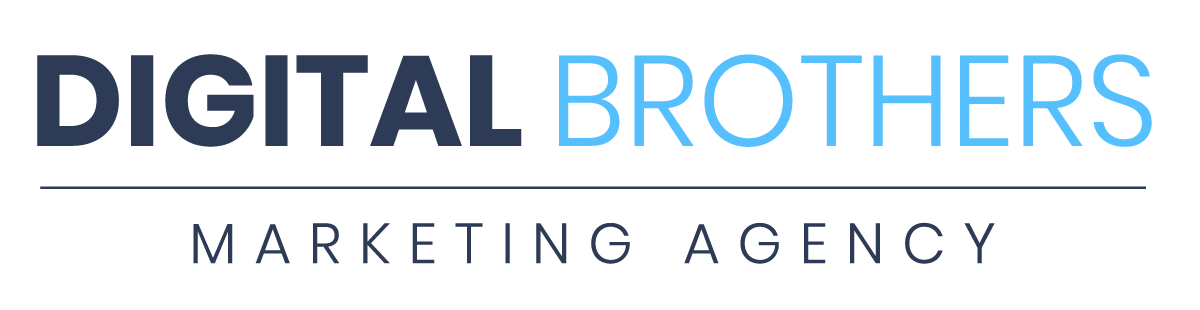 DIGITAL BROTHERS
MARKETING AGENCY